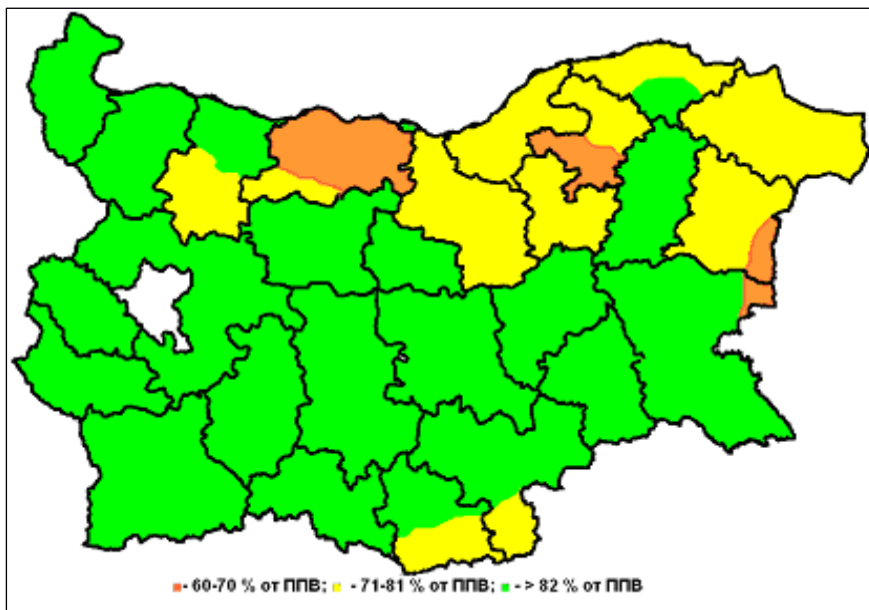 - 60-70 % от ППВ; - 71-81 % от ППВ; - > 82 % от ППВ